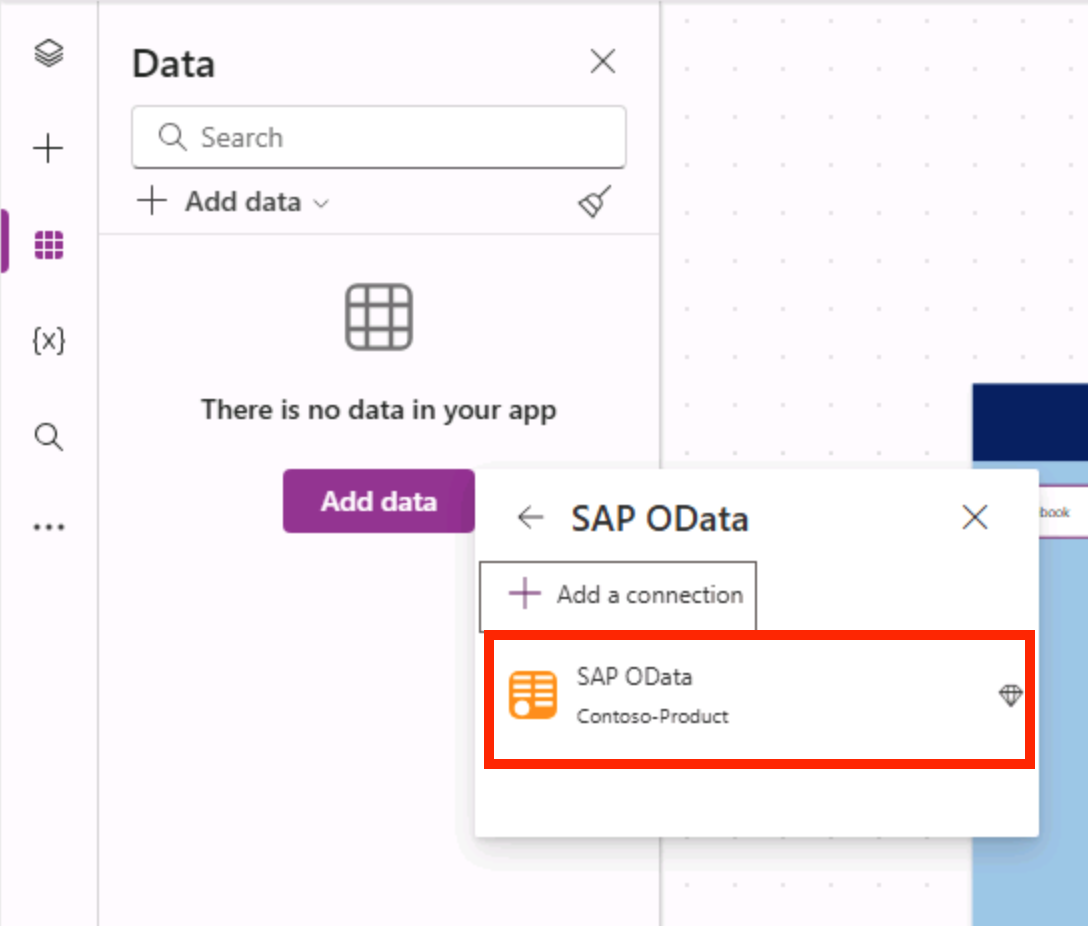 Data
Search
Add data
{x}
There is no data in your app
Add data
SAP OData
book
Add a connection
SAP OData
Contoso-Product